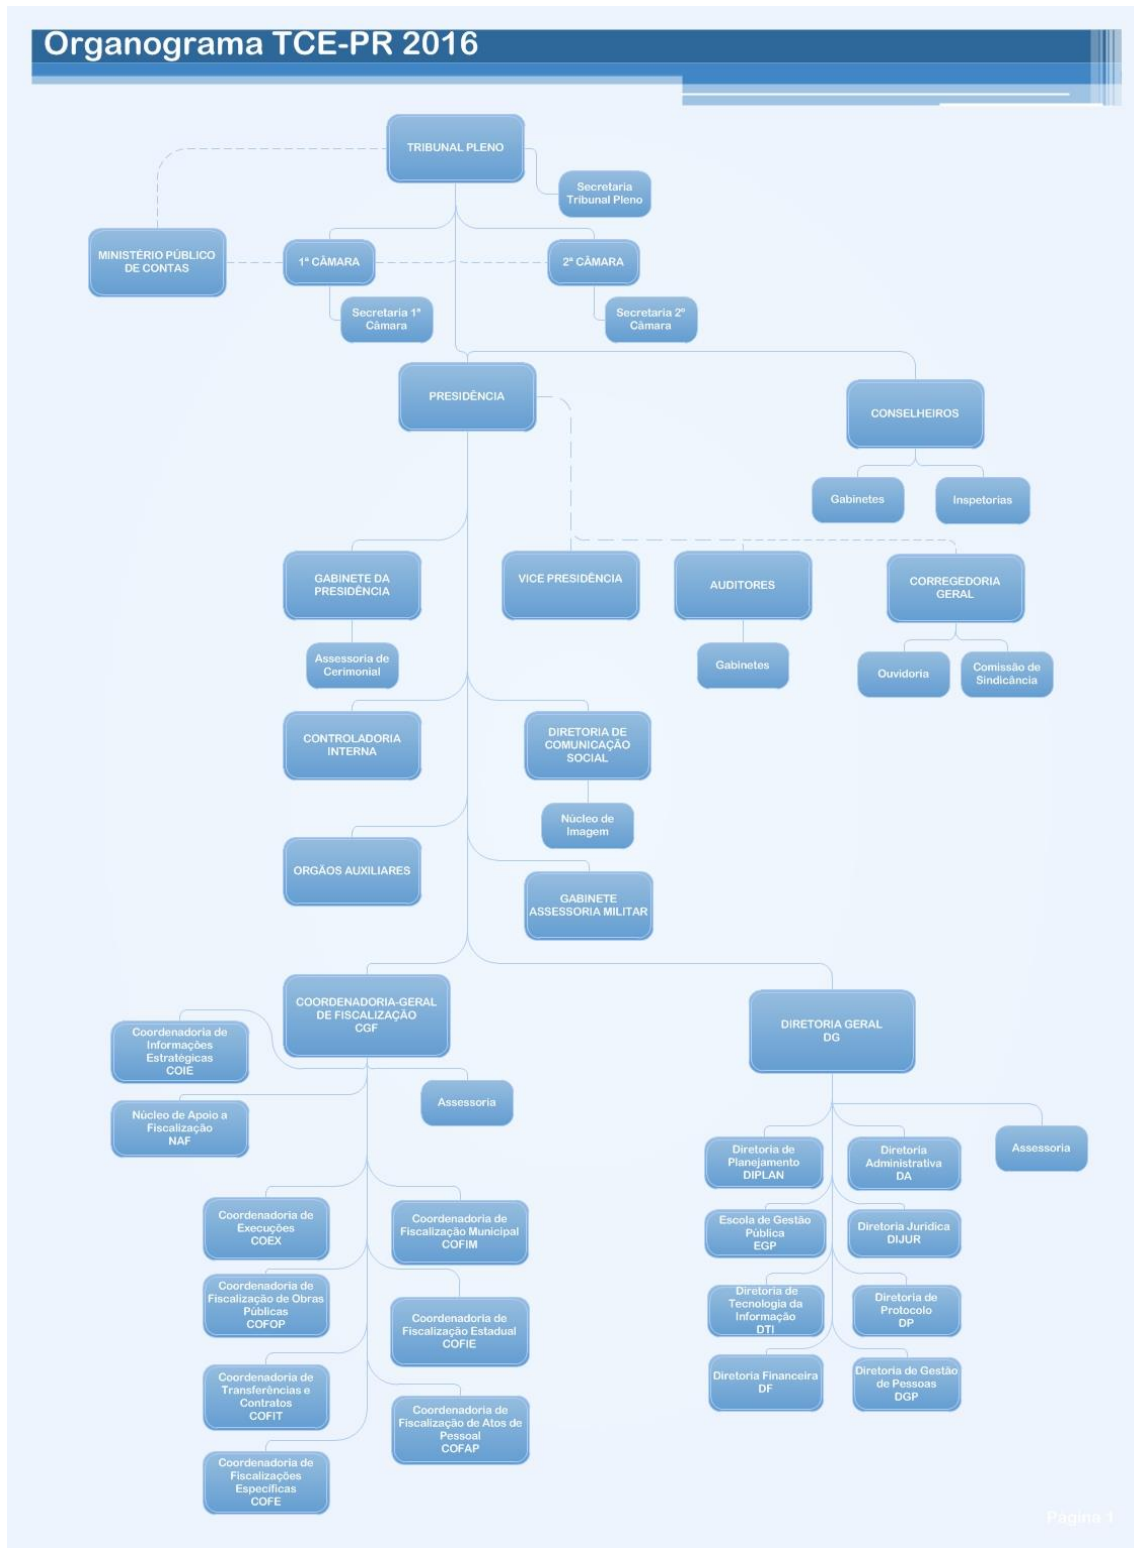 Organograma TCE-PR 2016
TRIBUNAL PLENO
Secretaria
Tribunal Pleno
MINISTÉRIO PÚBLICO
DE CONTAS
1ª CÂMARA
2ª CÂMARA
Secretaria 1ª
Câmara
Secretaria 2º
Câmara
PRESIDÊNCIA
CONSELHEIROS
Gabinetes
Inspetorias
GABINETE DA
PRESIDÊNCIA
VICE PRESIDÊNCIA
AUDITORES
CORREGEDORIA
GERAL
Assessoria de
Cerimonial
Gabinetes
Ouvidoria
Comissão de
Sindicância
CONTROLADORIA
INTERNA
DIRETORIA DE
COMUNICAÇÃO
SOCIAL
Núcleo de
Imagem
ORGÃOS AUXILIARES
GABINETE
ASSESSORIA MILITAR
COORDENADORIA-GERAL
DE FISCALIZAÇÃO
CGF
DIRETORIA GERAL
DG
Coordenadoria de
Informações
Estratégicas
COIE
Assessoria
Núcleo de Apoio a
Fiscalização
NAF
Assessoria
Diretoria de
Planejamento
DIPLAN
Diretoria
Administrativa
DA
Coordenadoria de
Execuções
COEX
Coordenadoria de
Fiscalização Municipal
COFIM
Escola de Gestão
Pública
EGP
Diretoria Jurídica
DIJUR
Coordenadoria de
Fiscalização de Obras
Públicas
COFOP
Coordenadoria de
Fiscalização Estadual
COFIE
Diretoria de
Tecnologia da
Informação
DTI
Diretoria de
Protocolo
DP
Coordenadoria de
Transferências e
Contratos
COFIT
Coordenadoria de
Fiscalização de Atos de
Pessoal
COFAP
Diretoria Financeira
DF
Diretoria de Gestão
de Pessoas
DGP
Coordenadoria de
Fiscalizações
Específicas
COFE
Página 1